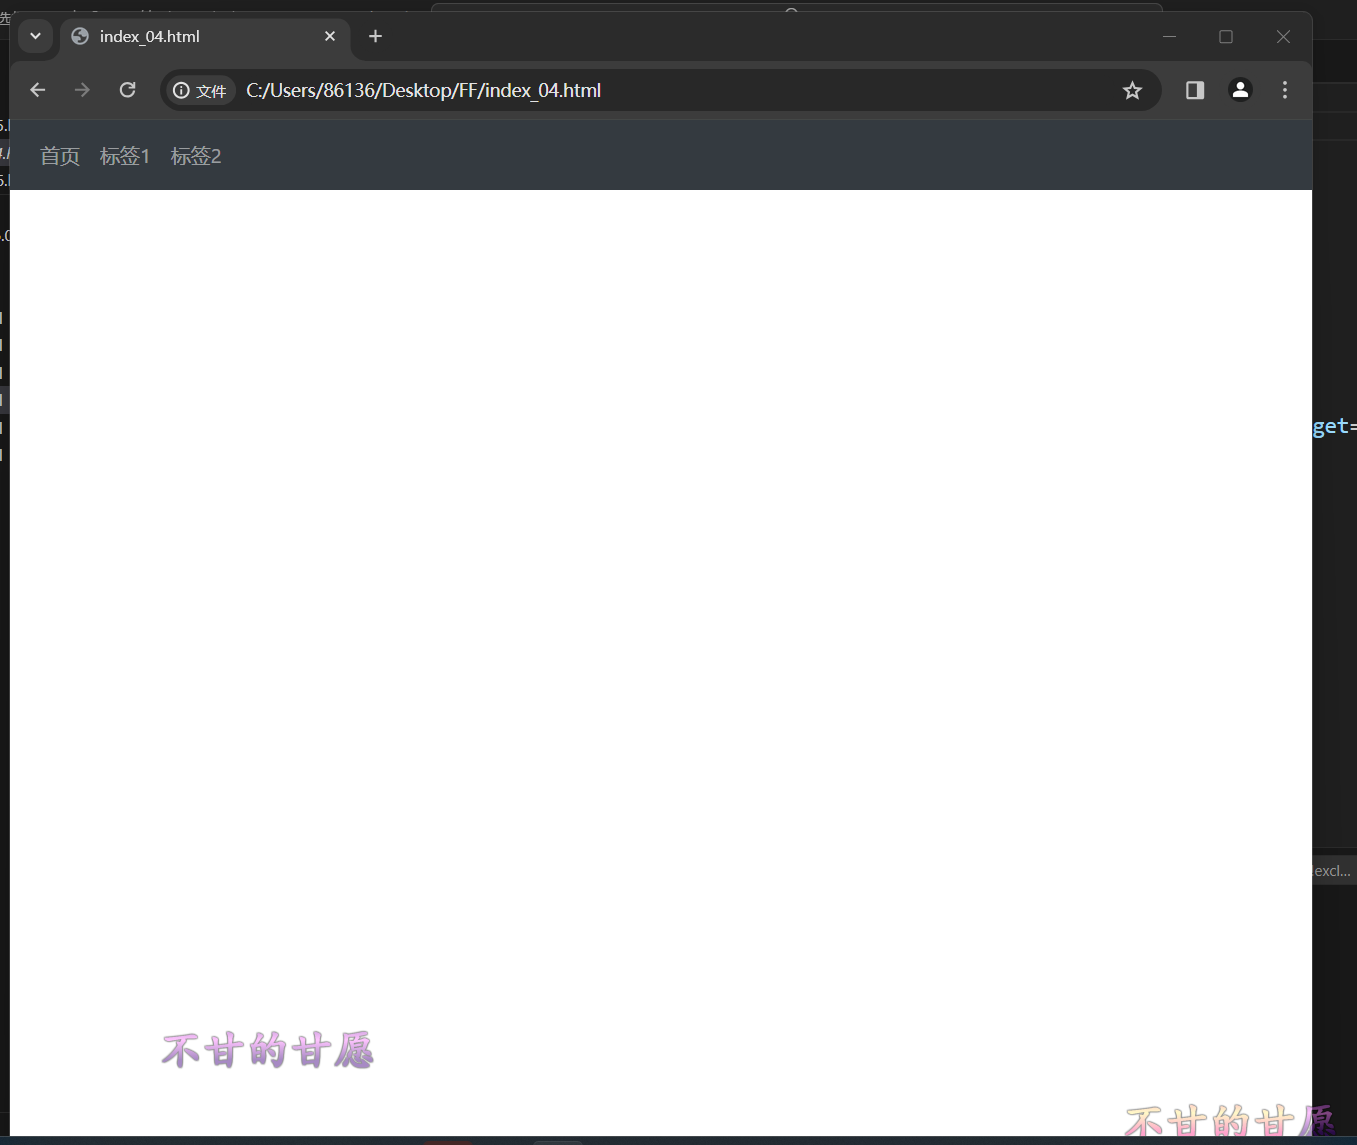 index_04.html
文件 C:/Users/86136/Desktop/FF/index_04.html
首页 标签1 标签2
get=
excl...
不甘的甘愿
不甘的甘愿